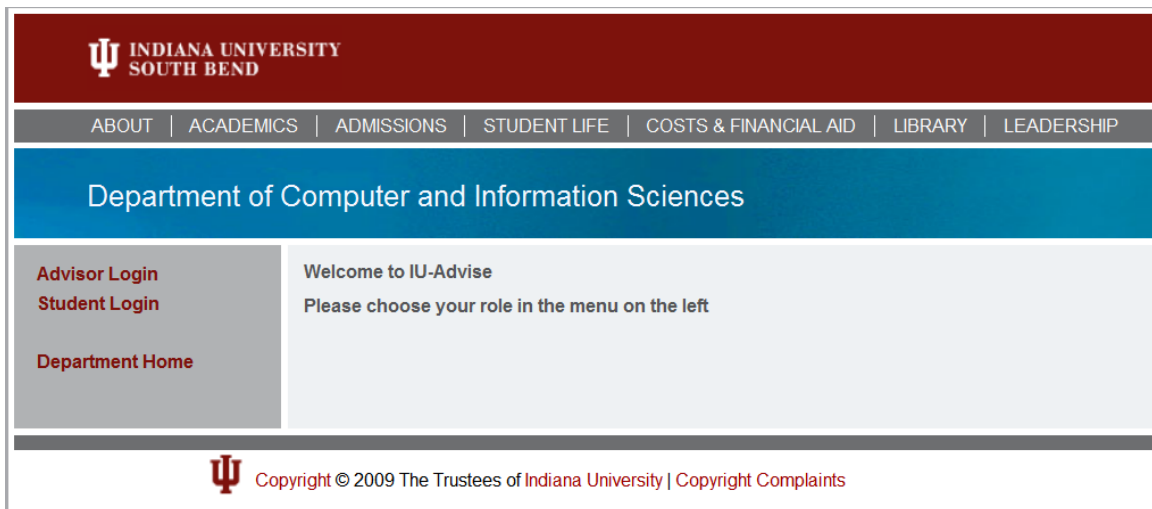 INDIANA UNIVERSITY
SOUTH BEND
ABOUT | ACADEMICS | ADMISSIONS | STUDENT LIFE | COSTS & FINANCIAL AID | LIBRARY | LEADERSHIP
Department of Computer and Information Sciences
Advisor Login
Student Login
Department Home
Welcome to IU-Advise
Please choose your role in the menu on the left
Copyright © 2009 The Trustees of Indiana University | Copyright Complaints